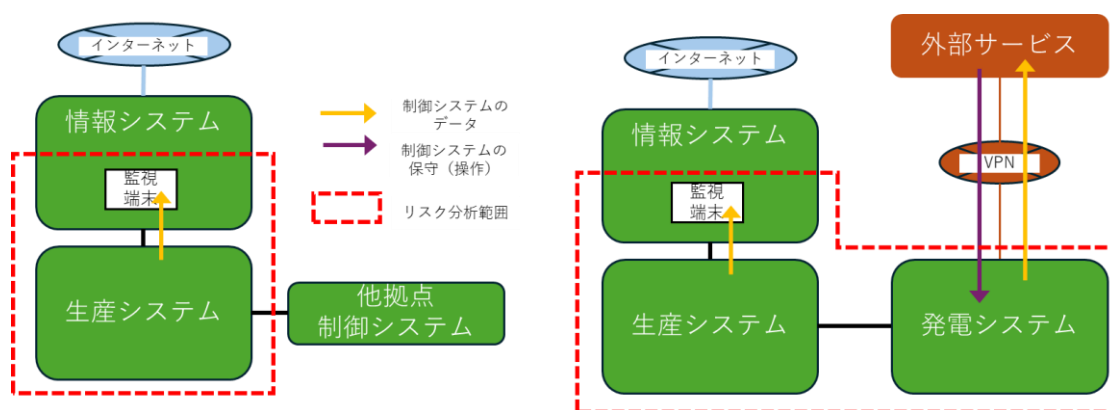 インターネット
情報システム
監視
端末
生産システム
他拠点
制御システム
制御システムの
データ
制御システムの
保守（操作）
リスク分析範囲
インターネット
情報システム
監視
端末
生産システム
外部サービス
VPN
発電システム